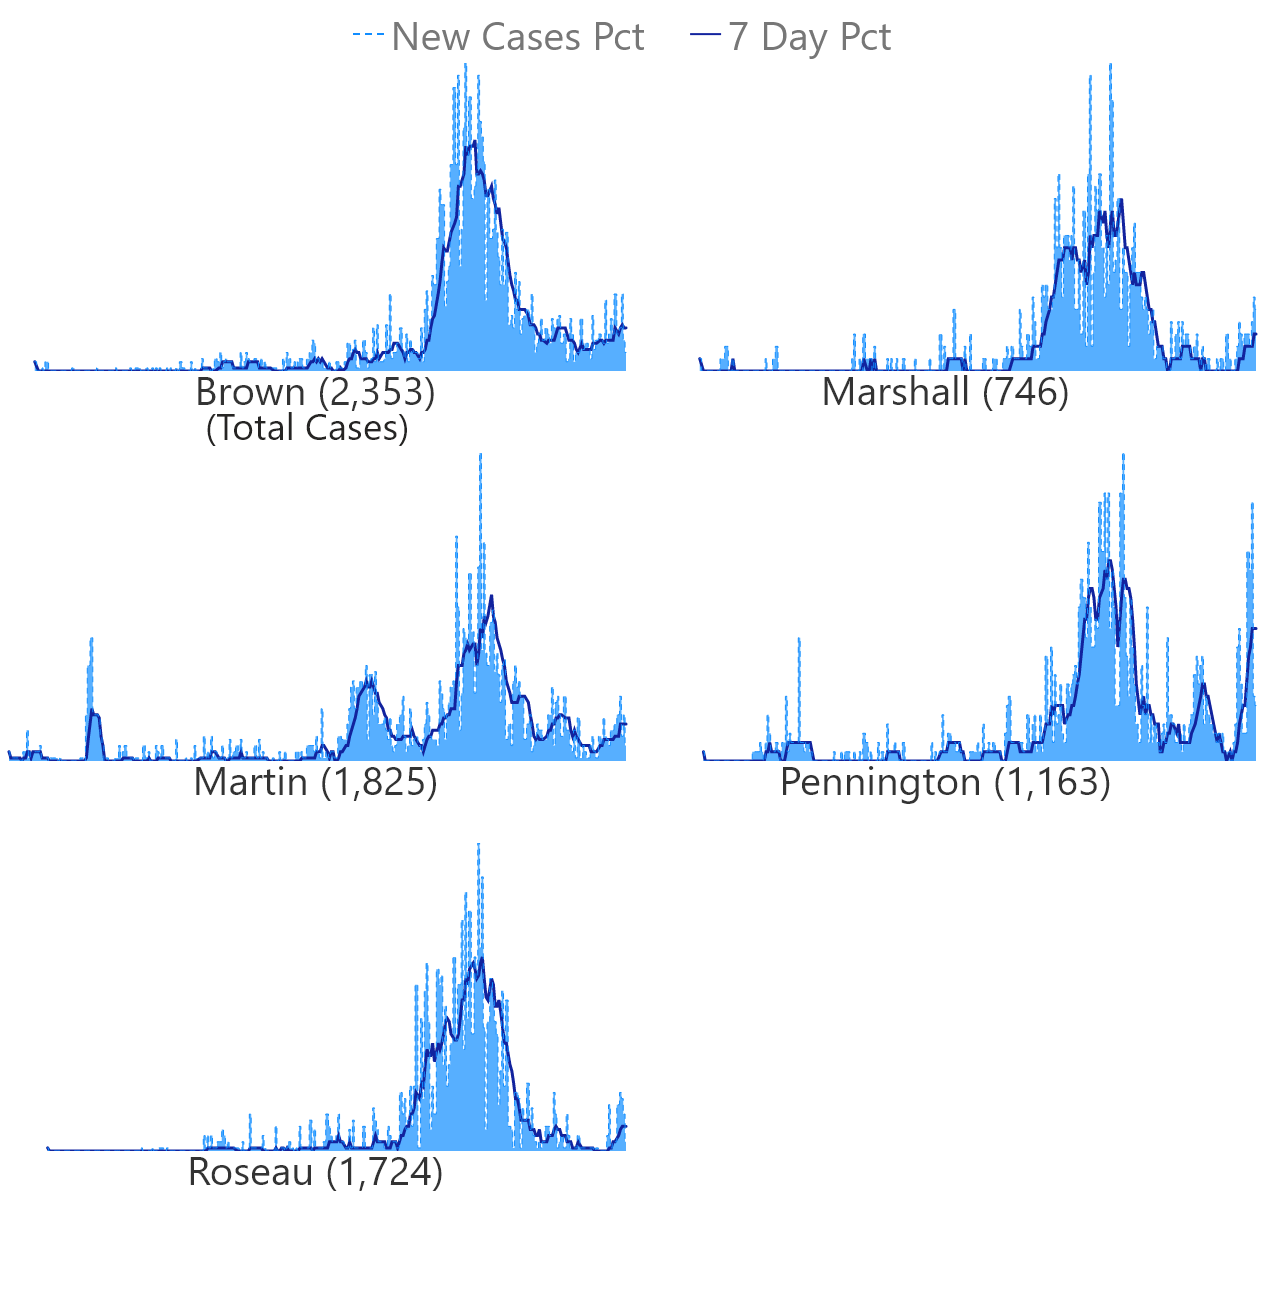 New Cases Pct 7 Day Pct
Brown (2,353) Marshall (746)
(Total Cases)
Martin (1,825) Pennington (1,163)
Roseau (1,724)